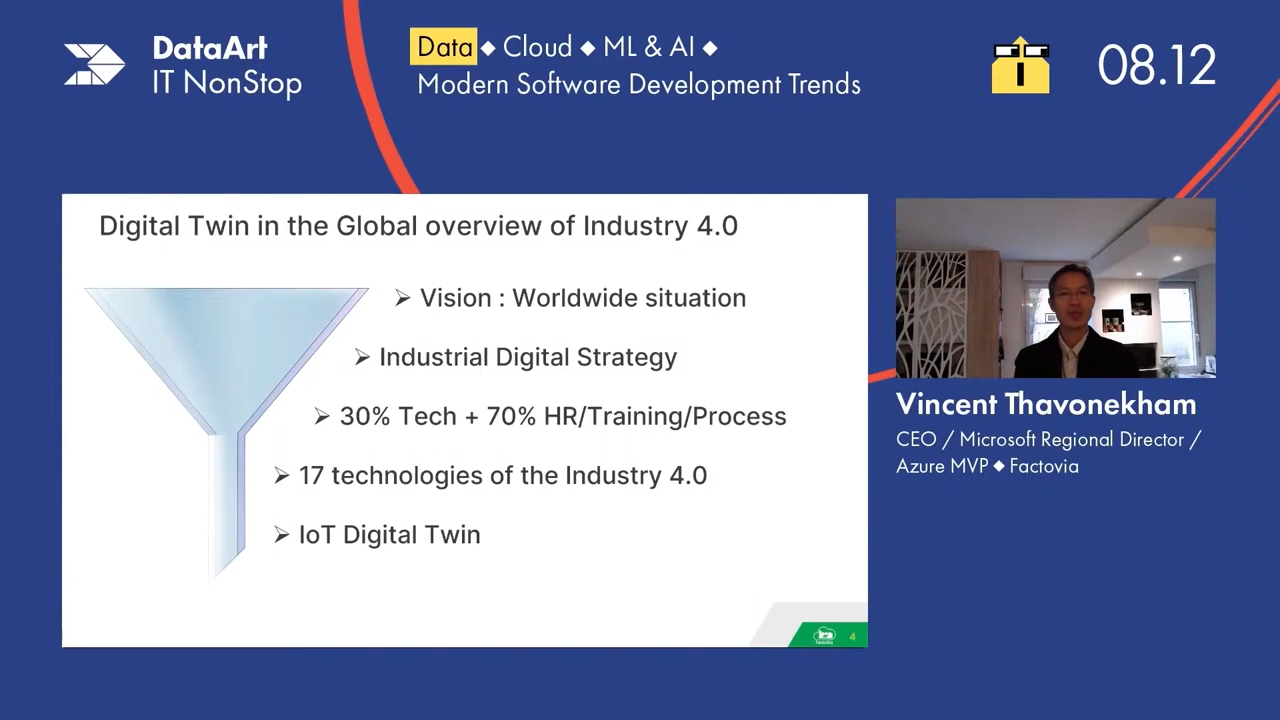 DataArt
IT NonStop
Data ◆ Cloud ◆ ML & AI ◆
Modern Software Development Trends
08.12
Digital Twin in the Global overview of Industry 4.0
➢ Vision : Worldwide situation
➢ Industrial Digital Strategy
➢ 30% Tech + 70% HR/Training/Process
➢ 17 technologies of the Industry 4.0
➢ IoT Digital Twin
4
Vincent Thavonekham
CEO / Microsoft Regional Director /
Azure MVP ◆ Factovia